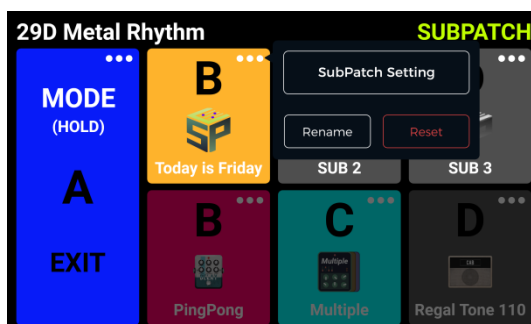 29D Metal Rhythm
SUBPATCH
MODE
(HOLD)
A
EXIT
B
SP
Today is Friday
SubPatch Setting
Rename
Reset
SUB 2
D
SUB 3
B
PingPong
C
Multiple
Multiple
D
Regal Tone 110